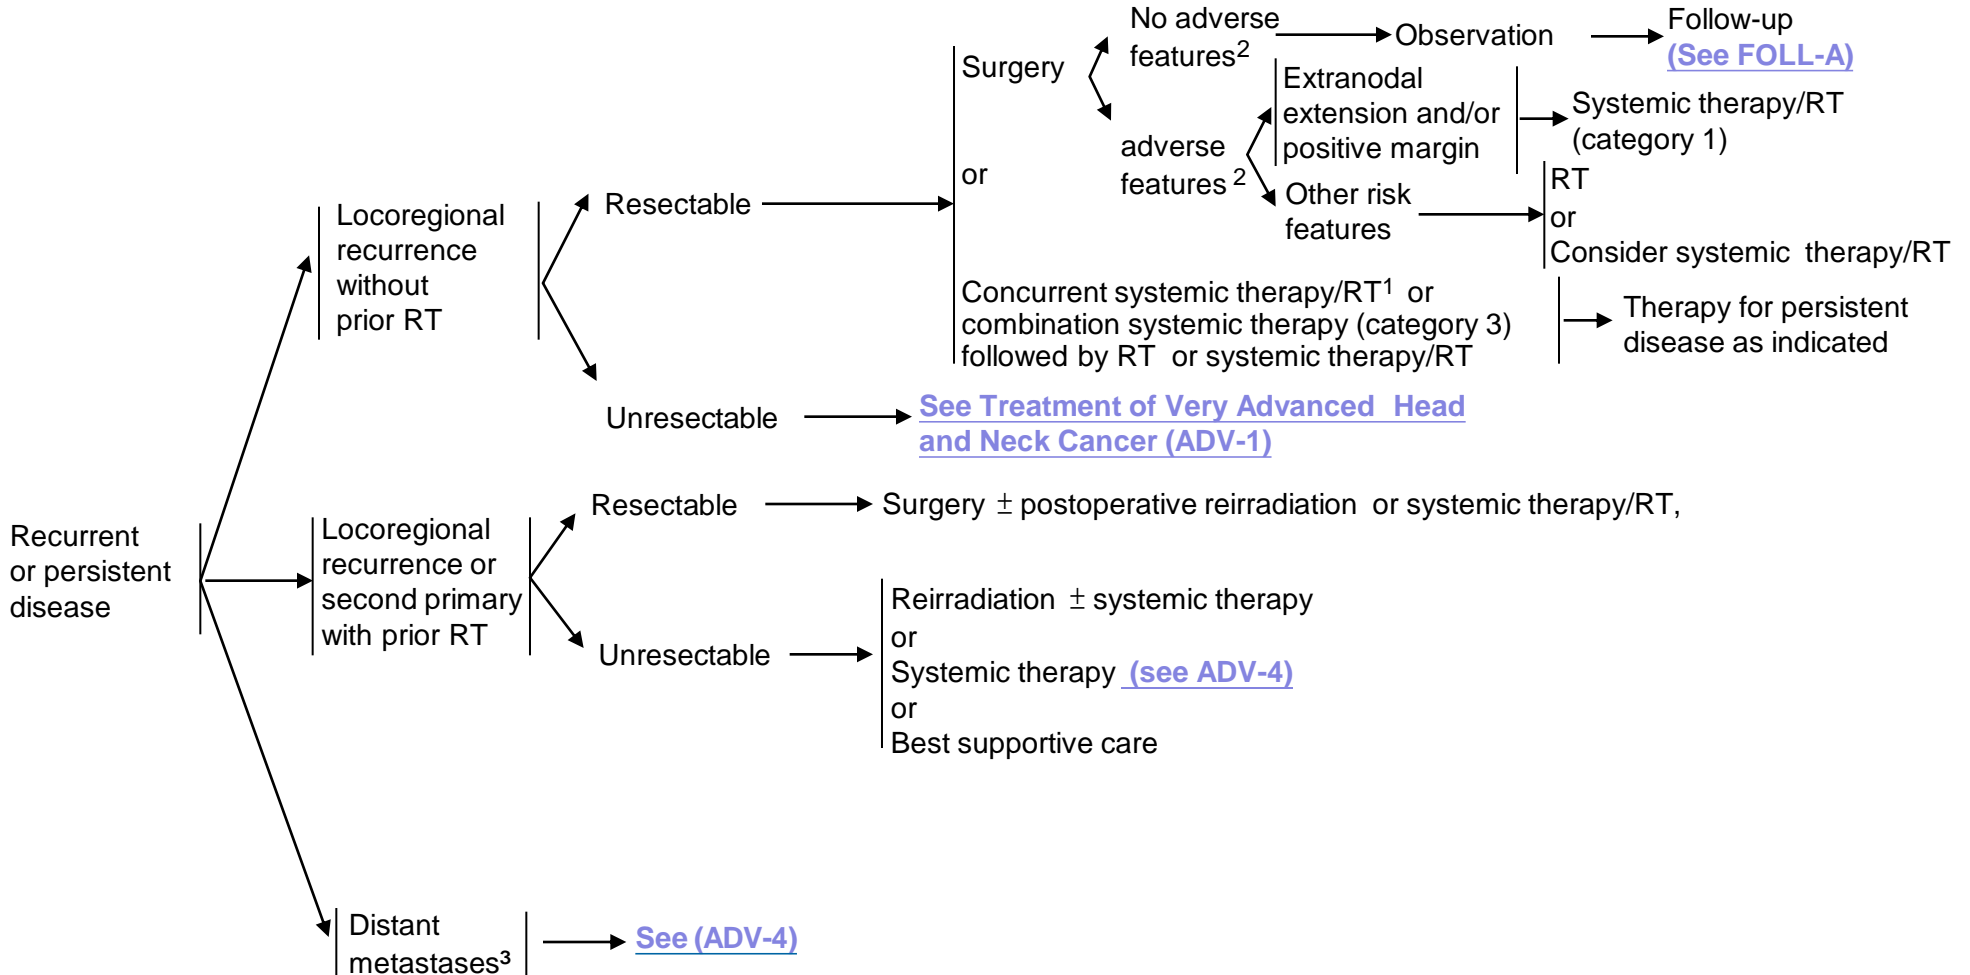 Recurrent
or persistent
disease
Locoregional
recurrence
without
prior RT
Resectable
Surgery
No adverse
features2
Observation
Follow-up
(See FOLL-A)
adverse
features 2
Extranodal
extension and/or
positive margin
Systemic therapy/RT
(category 1)
Other risk
features
RT
or
Consider systemic therapy/RT
or
Concurrent systemic therapy/RT1 or
combination systemic therapy (category 3)
followed by RT or systemic therapy/RT
Therapy for persistent
disease as indicated
Unresectable
See Treatment of Very Advanced Head
and Neck Cancer (ADV-1)
Locoregional
recurrence or
second primary
with prior RT
Resectable
Surgery ± postoperative reirradiation or systemic therapy/RT,
Unresectable
Reirradiation ± systemic therapy
or
Systemic therapy (see ADV-4)
or
Best supportive care
Distant
metastases3
See (ADV-4)